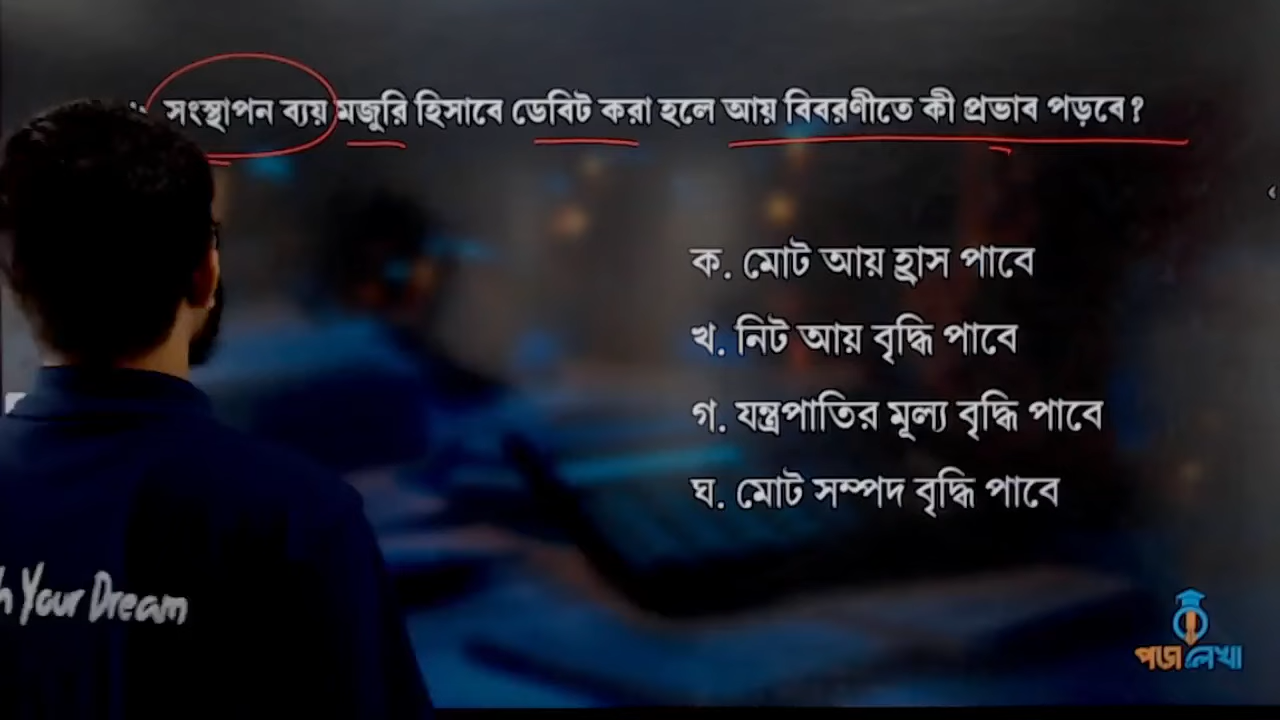 সংস্থাপন ব্যয় মজুরি হিসাবে ডেবিট করা হলে আয় বিবরণীতে কী প্রভাব পড়বে?
ক. মোট আয় হ্রাস পাবে
খ. নিট আয় বৃদ্ধি পাবে
গ. যন্ত্রপাতির মূল্য বৃদ্ধি পাবে
ঘ. মোট সম্পদ বৃদ্ধি পাবে
Your Dream
পড়ালেখা